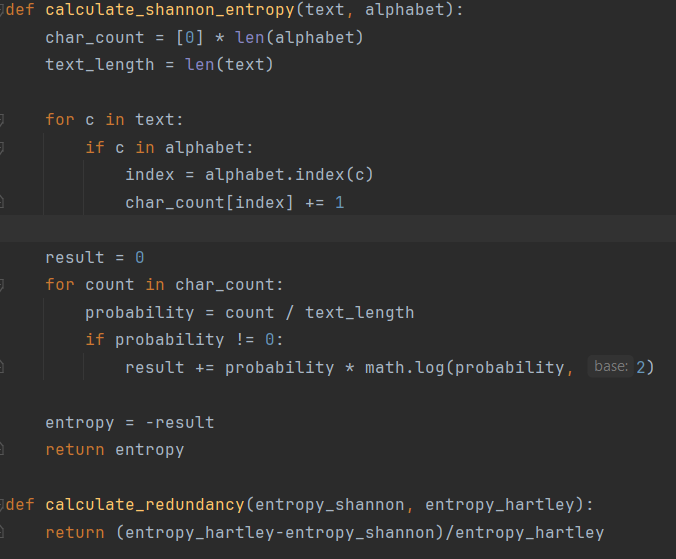 def calculate_shannon_entropy(text, alphabet):
    char_count = [0] * len(alphabet)
    text_length = len(text)

    for c in text:
        if c in alphabet:
            index = alphabet.index(c)
            char_count[index] += 1

    result = 0
    for count in char_count:
        probability = count / text_length
        if probability != 0:
            result += probability * math.log(probability, base: 2)

    entropy = -result
    return entropy

def calculate_redundancy(entropy_shannon, entropy_hartley):
    return (entropy_hartley-entropy_shannon)/entropy_hartley